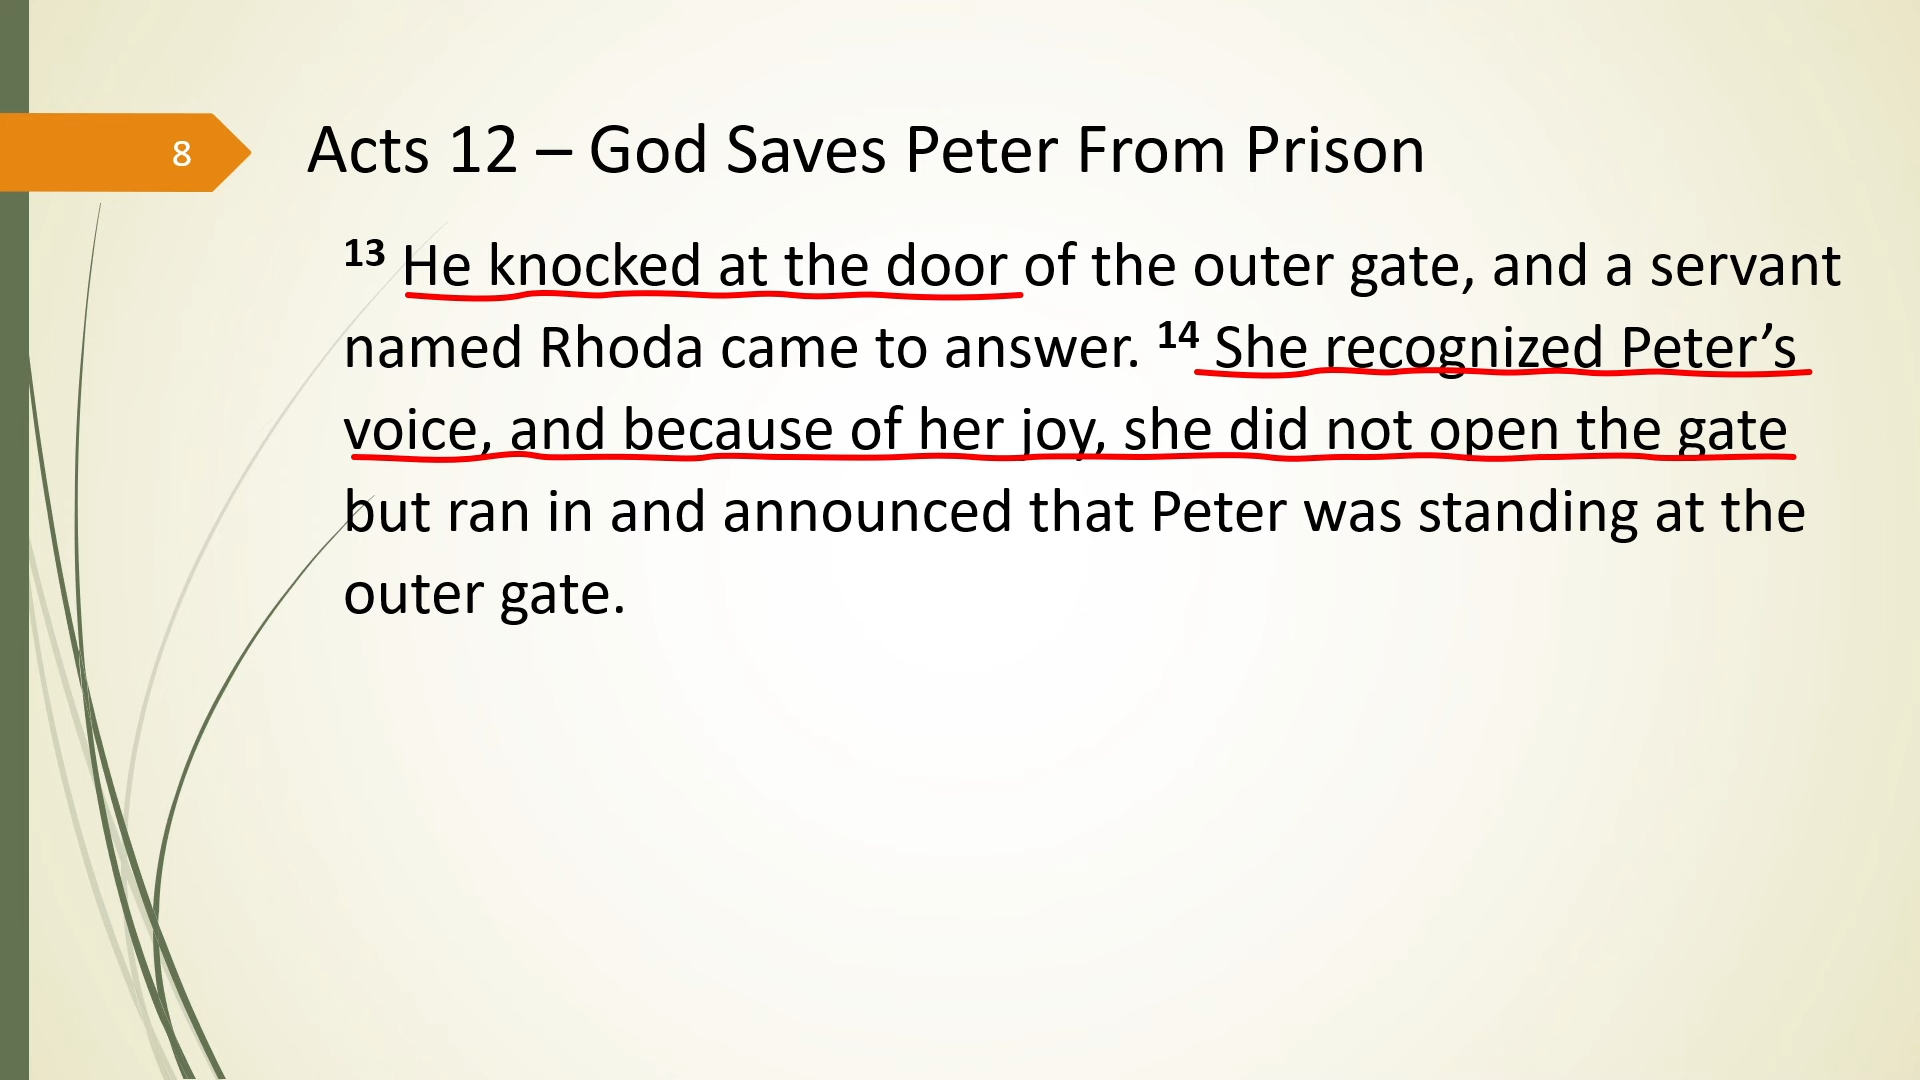 8
Acts 12 – God Saves Peter From Prison
13 He knocked at the door of the outer gate, and a servant
named Rhoda came to answer. 14 She recognized Peter’s
voice, and because of her joy, she did not open the gate
but ran in and announced that Peter was standing at the
outer gate.